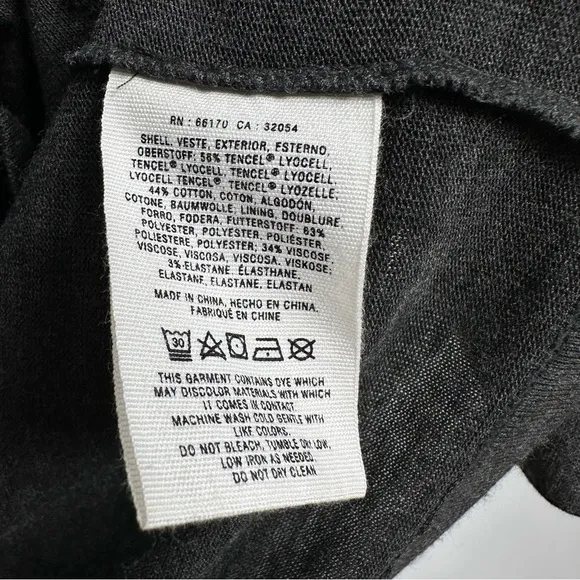 RN : 66170 CA : 32054
SHELL, VESTE, EXTERIOR, ESTERNO,
OBERSTOFF: 56% TENCEL® LYOCELL,
TENCEL® LYOCELL, TENCEL® LYOCELL,
LYOCELL TENCEL® TENCEL® LYOZELLE,
44% COTTON, COTON, ALGODÓN,
COTONE, BAUMWOLLE, LINING, DOUBLURE,
FORRO, FODERA, FUTTERSTOFF: 63%
POLYESTER, POLYESTER, POLIÉSTER,
POLIESTERE, POLYESTER; 34% VISCOSE,
VISCOSE, VISCOSA, VISCOSA, VISKOSE;
3% ELASTANE, ÉLASTHANE,
ELASTANE, ELASTANE, ELASTAN
MADE IN CHINA, HECHO EN CHINA,
FABRIQUÉ EN CHINE
30
THIS GARMENT CONTAINS DYE WHICH
MAY DISCOLOR MATERIALS WITH WHICH
IT COMES IN CONTACT.
MACHINE WASH COLD GENTLE WITH
LIKE COLORS.
DO NOT BLEACH, TUMBLE DRY LOW,
LOW IRON AS NEEDED
DO NOT DRY CLEAN